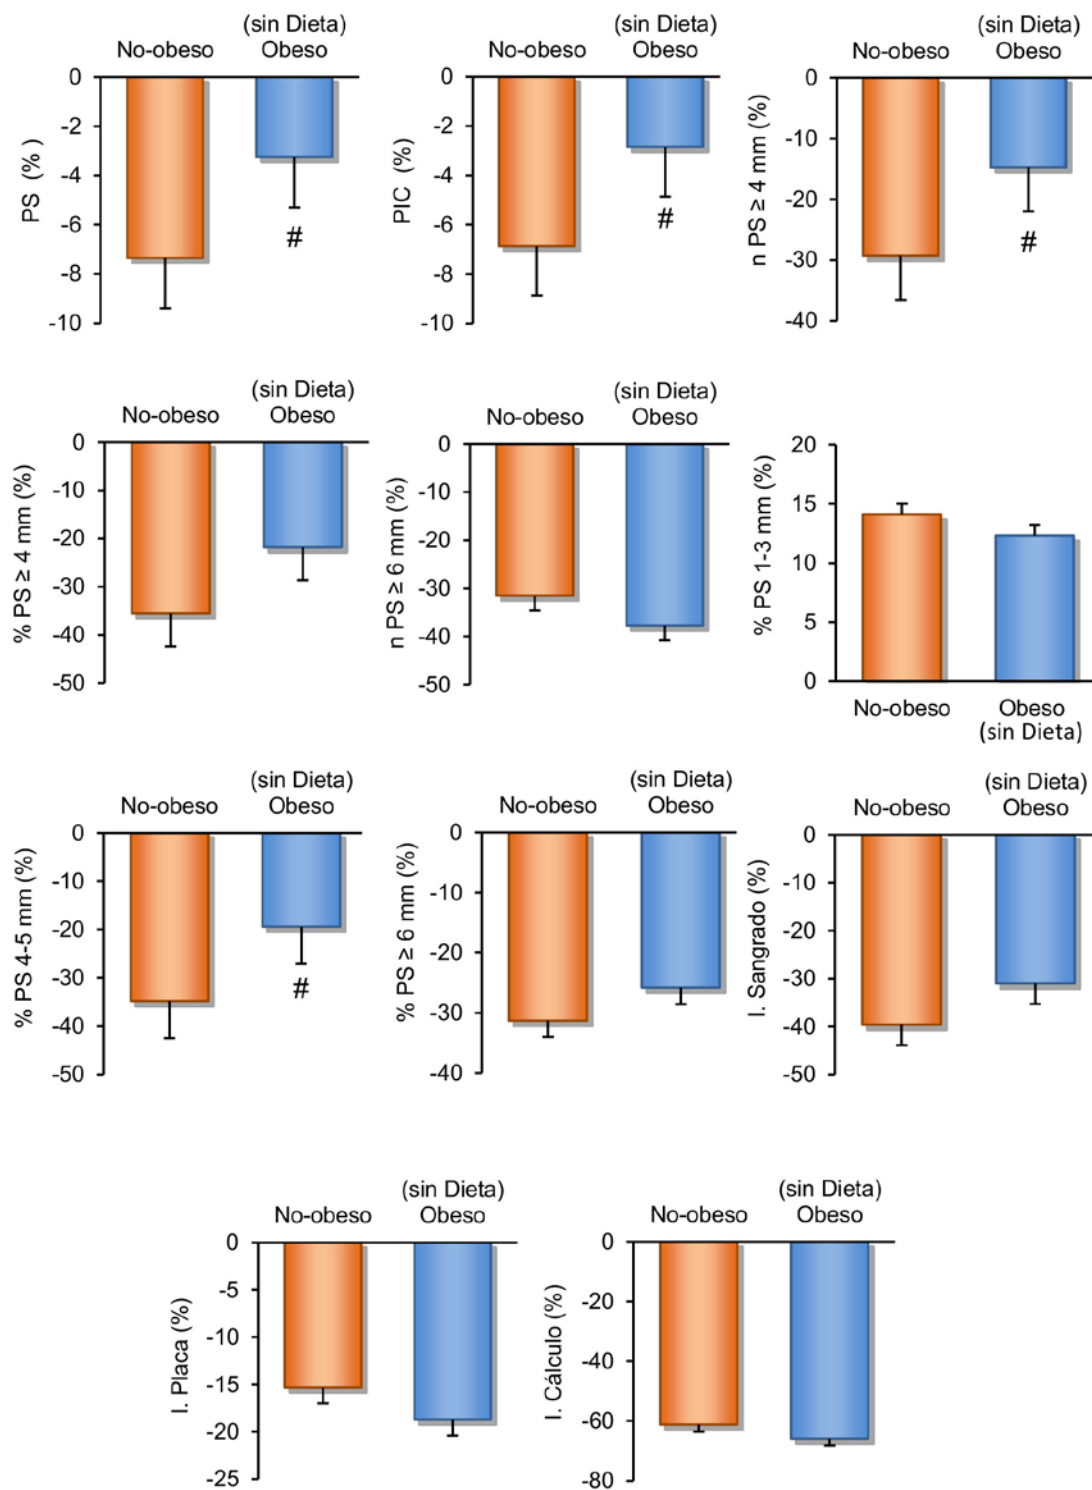 (sin Dieta)
No-obeso Obeso
0
-2
-4
-6
-8
-10
PS (%)
#
(sin Dieta)
No-obeso Obeso
0
-2
-4
-6
-8
-10
PIC (%)
#
(sin Dieta)
No-obeso Obeso
0
-10
-20
-30
-40
n PS ≥ 4 mm (%)
#
(sin Dieta)
No-obeso Obeso
0
-10
-20
-30
-40
-50
% PS ≥ 4 mm (%)
(sin Dieta)
No-obeso Obeso
0
-10
-20
-30
-40
-50
n PS ≥ 6 mm (%)
20
15
10
5
0
% PS 1-3 mm (%)
No-obeso Obeso
(sin Dieta)
(sin Dieta)
No-obeso Obeso
0
-10
-20
-30
-40
-50
% PS 4-5 mm (%)
#
(sin Dieta)
No-obeso Obeso
0
-10
-20
-30
-40
% PS ≥ 6 mm (%)
(sin Dieta)
No-obeso Obeso
0
-10
-20
-30
-40
-50
I. Sangrado (%)
(sin Dieta)
No-obeso Obeso
0
-5
-10
-15
-20
-25
I. Placa (%)
(sin Dieta)
No-obeso Obeso
0
-20
-40
-60
-80
I. Cálculo (%)